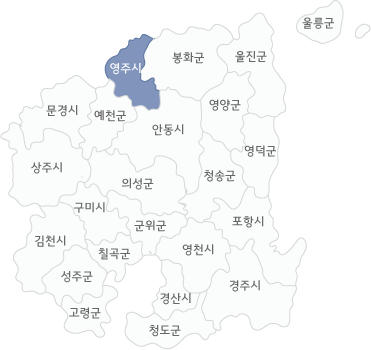 울릉군
영주시
봉화군
울진군
문경시
예천군
영양군
안동시
영덕군
상주시
의성군
청송군
구미시
군위군
포항시
김천시
칠곡군
영천시
성주군
경산시
경주시
고령군
청도군